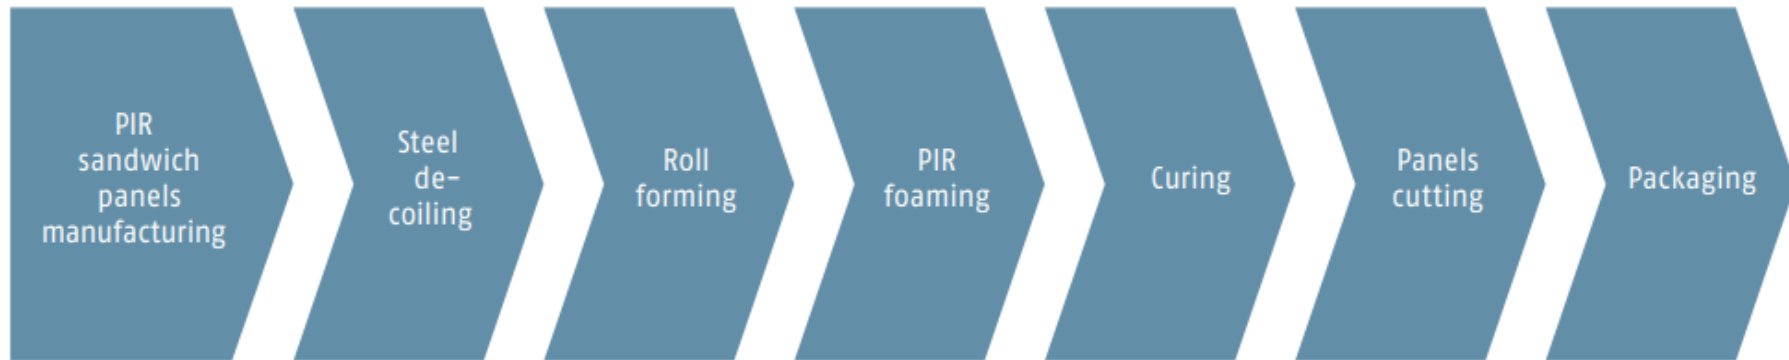 PIR
sandwich
panels
manufacturing
Steel
de-
coiling
Roll
forming
PIR
foaming
Curing
Panels
cutting
Packaging